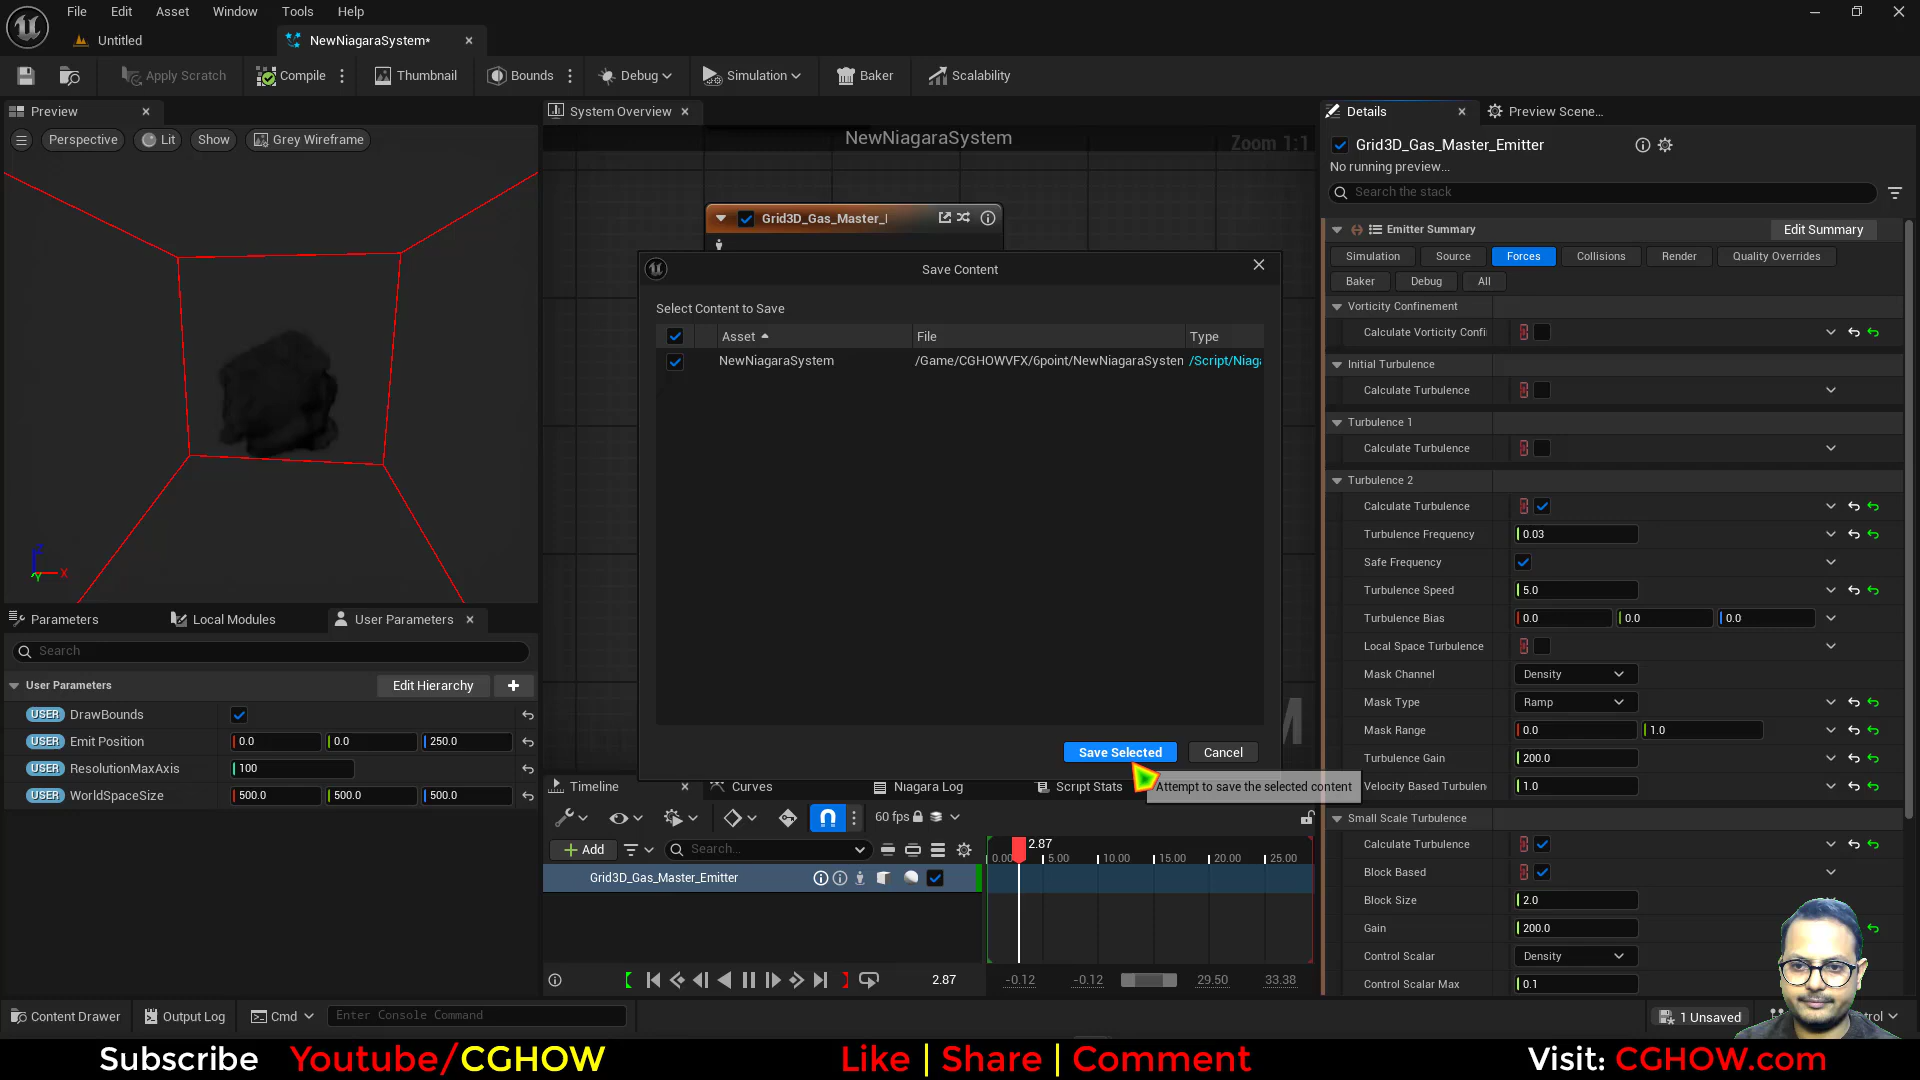 File Edit Asset Window Tools Help
Untitled
NewNiagaraSystem*
Apply Scratch
Compile
Thumbnail
Bounds
Debug
Simulation
Baker
Scalability
Preview
Perspective
Lit
Show
Grey Wireframe
Z
X
Y
Parameters
Local Modules
User Parameters
Search
User Parameters
Edit Hierarchy
USER DrawBounds
USER Emit Position 0.0 0.0 250.0
USER ResolutionMaxAxis 100
USER WorldSpaceSize 500.0 500.0 500.0
System Overview
NewNiagaraSystem
Zoom 1:1
Grid3D_Gas_Master_
Save Content
Select Content to Save
Asset File Type
NewNiagaraSystem /Game/CGHOWVFX/6point/NewNiagaraSystem /Script/Niag
Save Selected
Cancel
Attempt to save the selected content
Timeline
Curves
Niagara Log
Script Stats
60 fps
Add
Search...
2.87
0.00 5.00 10.00 15.00 20.00 25.00
Grid3D_Gas_Master_Emitter
2.87
-0.12 -0.12 29.50 33.38
Details
Preview Scene...
Grid3D_Gas_Master_Emitter
No running preview...
Search the stack
Emitter Summary
Edit Summary
Simulation Source Forces Collisions Render Quality Overrides
Baker Debug All
Vorticity Confinement
Calculate Vorticity Confi
Initial Turbulence
Calculate Turbulence
Turbulence 1
Calculate Turbulence
Turbulence 2
Calculate Turbulence
Turbulence Frequency 0.03
Safe Frequency
Turbulence Speed 5.0
Turbulence Bias 0.0 0.0 0.0
Local Space Turbulence
Mask Channel Density
Mask Type Ramp
Mask Range 0.0 1.0
Turbulence Gain 200.0
Velocity Based Turbulen 1.0
Small Scale Turbulence
Calculate Turbulence
Block Based
Block Size 2.0
Gain 200.0
Control Scalar Density
Control Scalar Max 0.1
Content Drawer
Output Log
Cmd
Enter Console Command
1 Unsaved
Subscribe Youtube/CGHOW
Like | Share | Comment
Visit: CGHOW.com